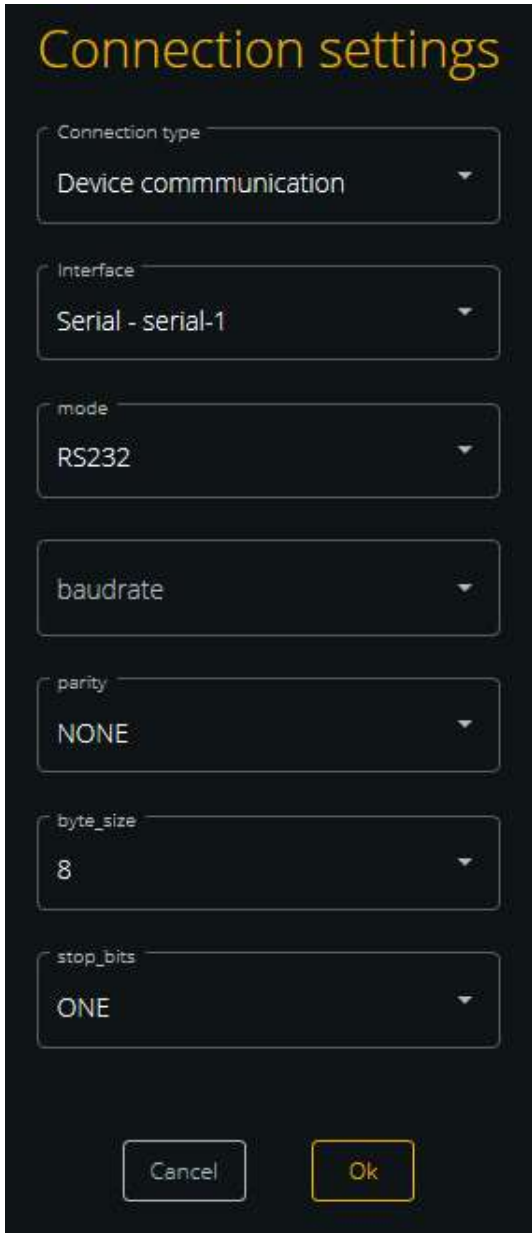 Connection settings
Connection type
Device commmunication
Interface
Serial - serial-1
mode
RS232
baudrate
parity
NONE
byte_size
8
stop_bits
ONE
Cancel
Ok